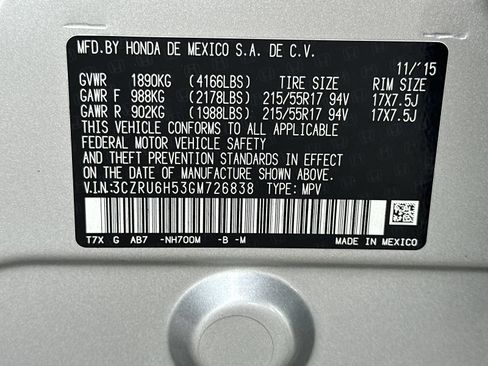 MFD.BY HONDA DE MEXICO S.A. DE C.V.
11/'15
GVWR 1890KG (4166LBS) TIRE SIZE RIM SIZE
GAWR F 988KG (2178LBS) 215/55R17 94V 17X7.5J
GAWR R 902KG (1988LBS) 215/55R17 94V 17X7.5J
THIS VEHICLE CONFORMS TO ALL APPLICABLE
FEDERAL MOTOR VEHICLE SAFETY
AND THEFT PREVENTION STANDARDS IN EFFECT
ON THE DATE OF MANUFACTURE SHOWN ABOVE.
V.I.N:3CZRU6H53GM726838 TYPE: MPV
T7X G AB7 -NH700M -B -M MADE IN MEXICO